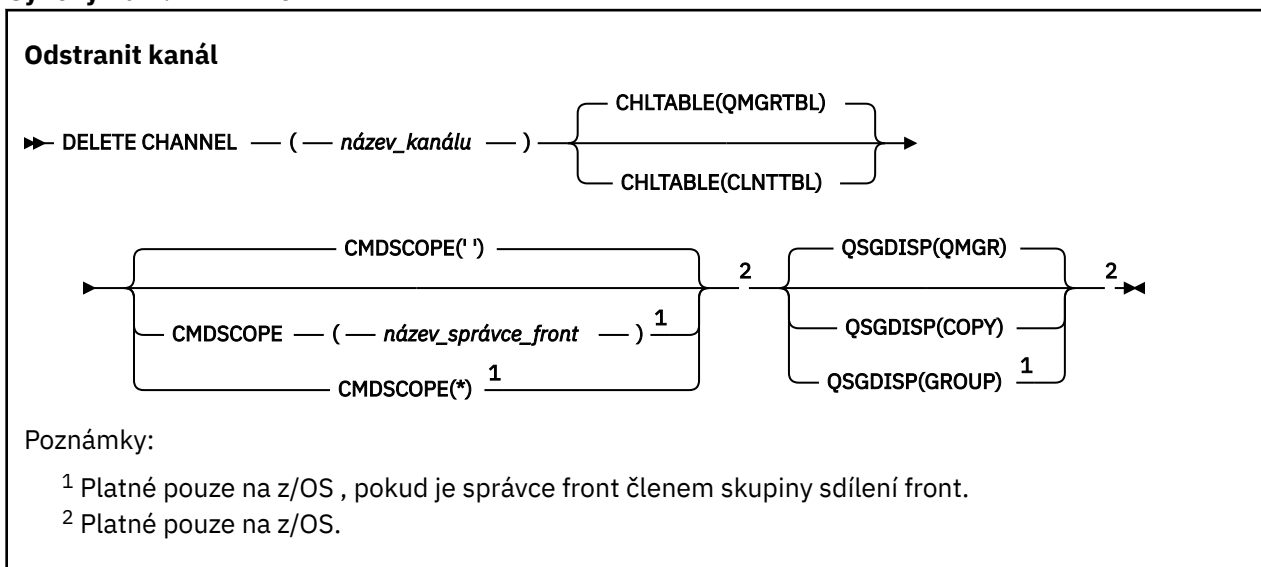 Odstranit kanál
CHLTABLE(QMGRTBL)
DELETE CHANNEL ( název_kanálu )
CHLTABLE(CLNTTBL)
CMDSCOPE(' ') QSGDISP(QMGR)
2 2
CMDSCOPE ( název_správce_front ) 1 QSGDISP(COPY)
CMDSCOPE(*) 1 QSGDISP(GROUP) 1
Poznámky:
1 Platné pouze na z/OS , pokud je správce front členem skupiny sdílení front.
2 Platné pouze na z/OS.